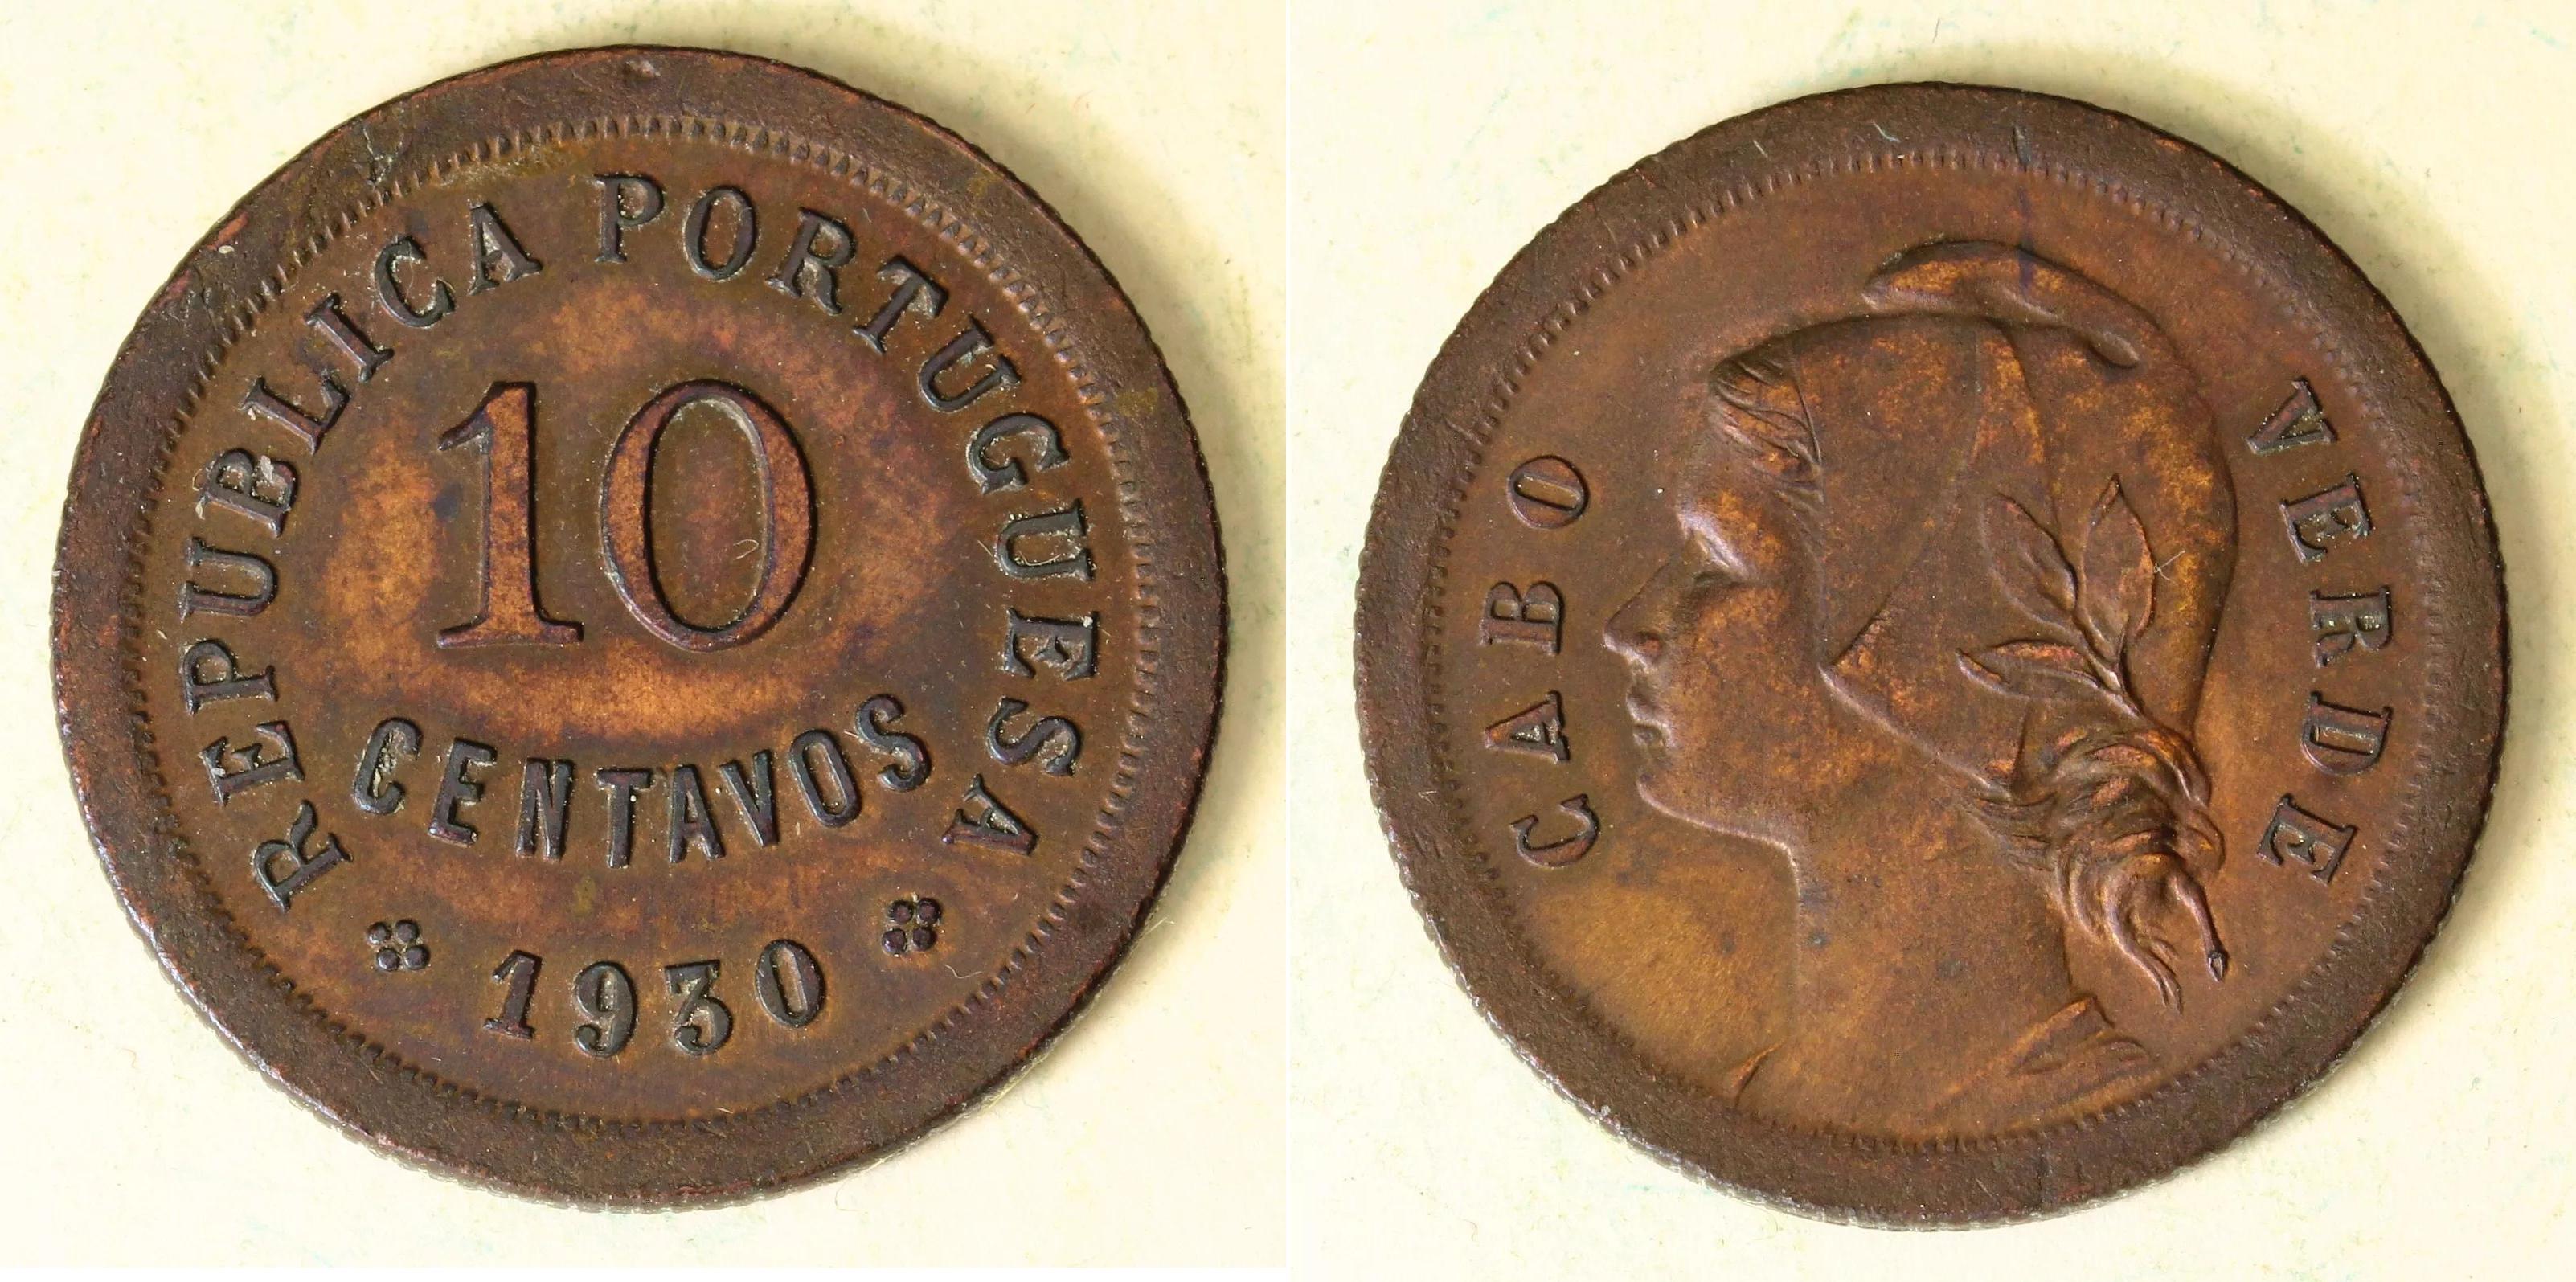 REPUBLICA PORTUGUESA
10
CENTAVOS
1930
CABO VERDE